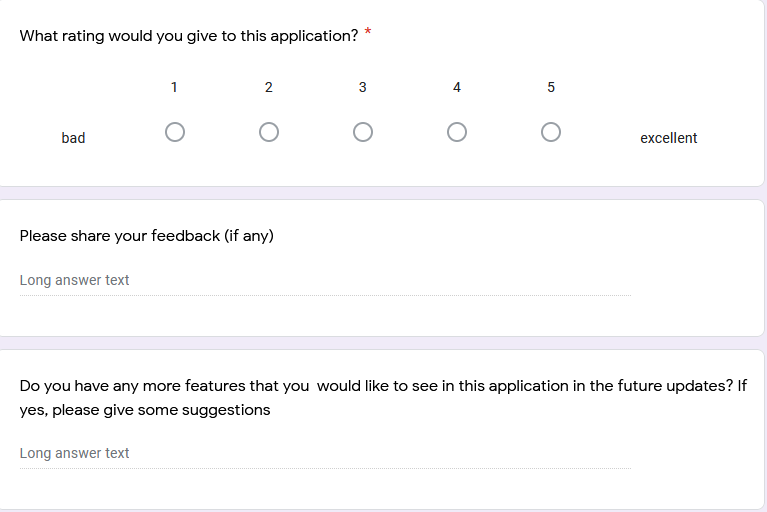 What rating would you give to this application? *
1 2 3 4 5
bad excellent
Please share your feedback (if any)
Long answer text
Do you have any more features that you  would like to see in this application in the future updates? If
yes, please give some suggestions
Long answer text